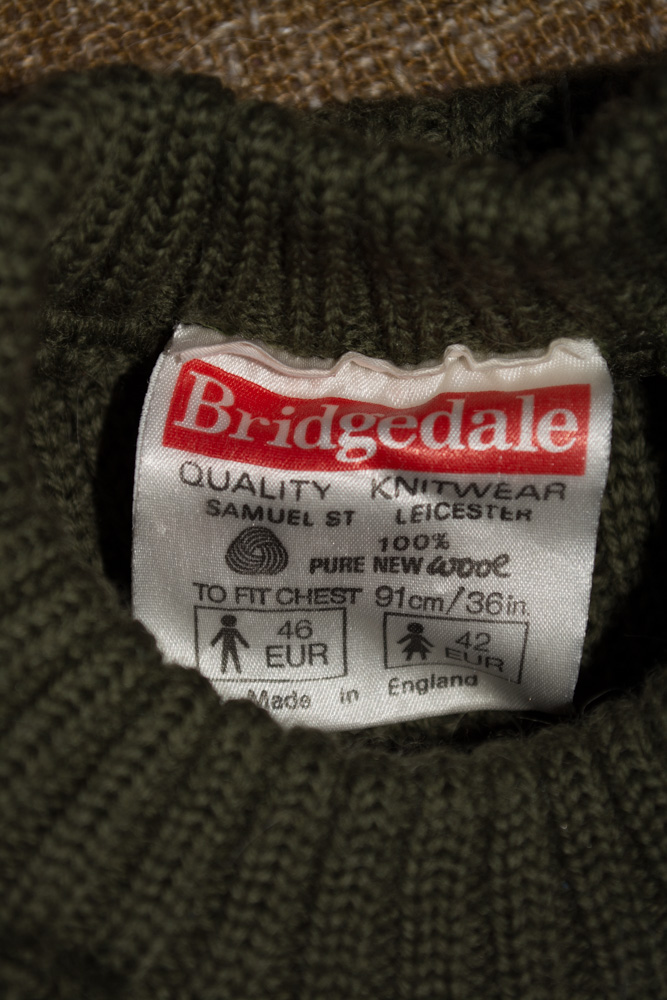 Bridgedale
QUALITY KNITWEAR
SAMUEL ST LEICESTER
100%
PURE NEW wool
TO FIT CHEST 91cm/36in.
46
EUR
42
EUR
Made in England